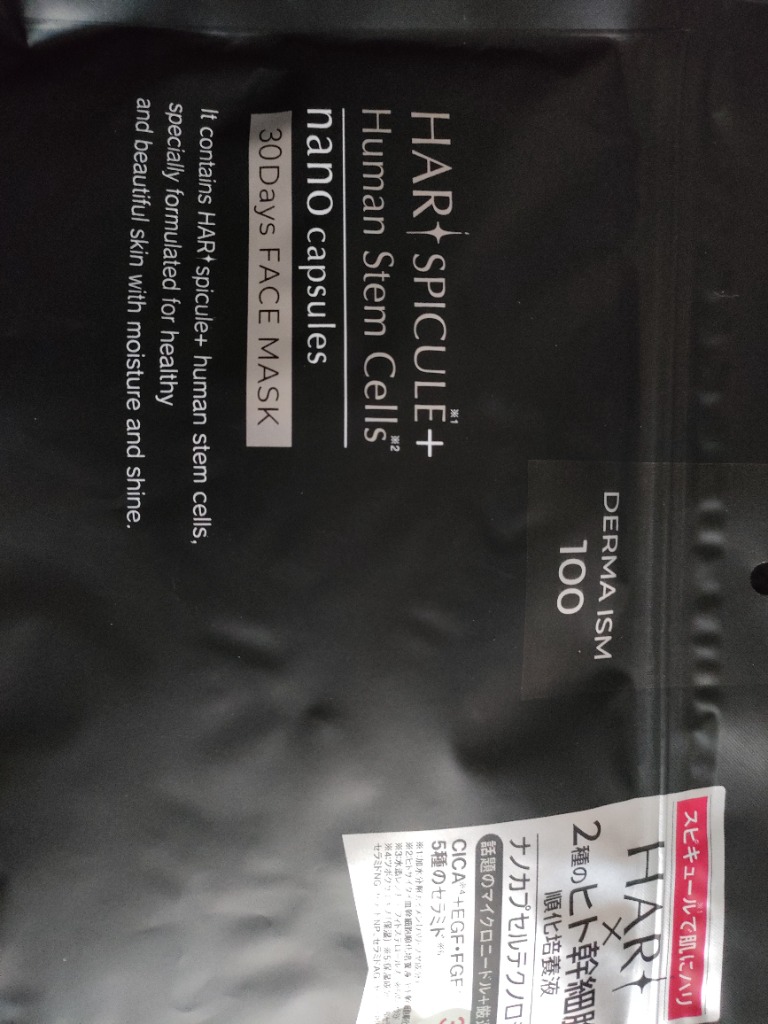 DERMA ISM
100
HARI SPICULE+※1
Human Stem Cells※2
nano capsules
30Days FACE MASK
It contains HARI spicule+ human stem cells,
specially formulated for healthy
and beautiful skin with moisture and shine.
スピキュールで肌にハリ
HARI
×
2種のヒト幹細胞
順化培養液
ナノカプセルテクノロ
話題のマイクロニードル+
CICA※4+EGF・FGF
5種のセラミド